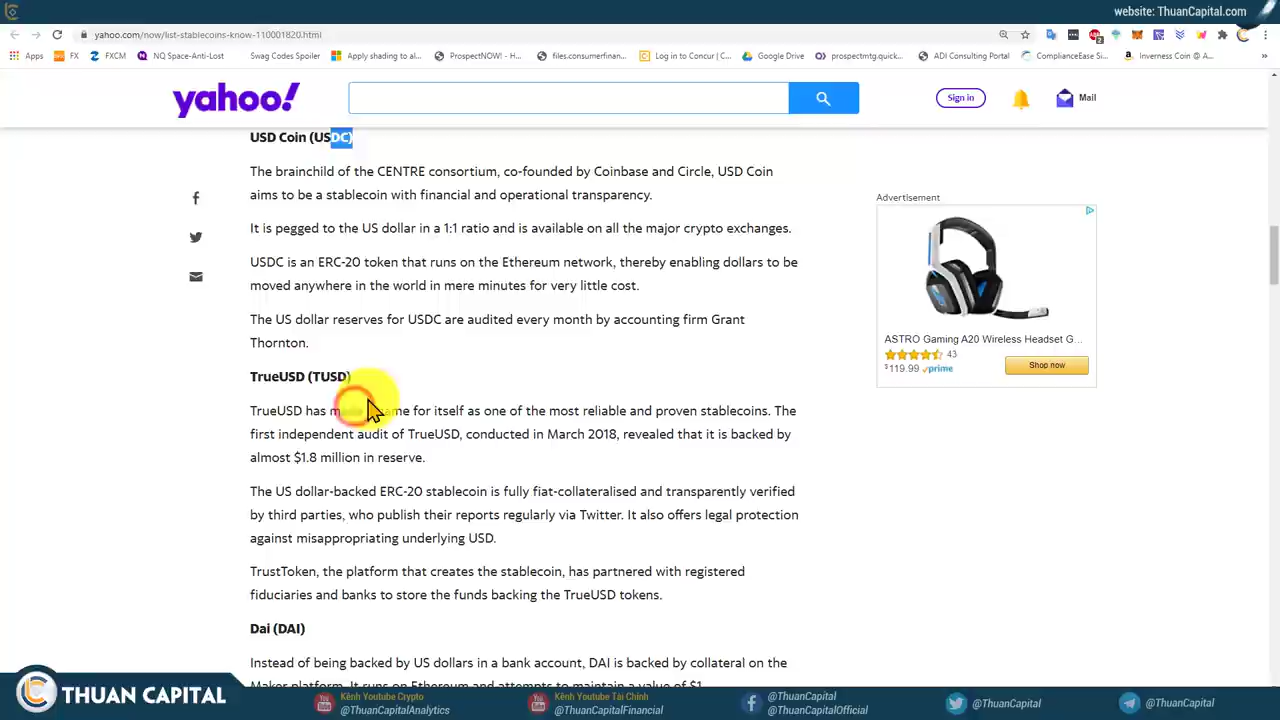 website: ThuanCapital.com
yahoo.com/now/list-stablecoins-know-110001820.html
Apps
FX
FXCM
NQ Space-Anti-Lost
Swag Codes Spoiler
Apply shading to al...
ProspectNOW! - H...
files.consumerfinan...
Log in to Concur | C...
Google Drive
prospectmtg.quick...
ADI Consulting Portal
ComplianceEase Si...
Inverness Coin @ A...
yahoo!
Sign in
Mail
USD Coin (USDC)
The brainchild of the CENTRE consortium, co-founded by Coinbase and Circle, USD Coin
aims to be a stablecoin with financial and operational transparency.
It is pegged to the US dollar in a 1:1 ratio and is available on all the major crypto exchanges.
USDC is an ERC-20 token that runs on the Ethereum network, thereby enabling dollars to be
moved anywhere in the world in mere minutes for very little cost.
The US dollar reserves for USDC are audited every month by accounting firm Grant
Thornton.
TrueUSD (TUSD)
TrueUSD has for itself as one of the most reliable and proven stablecoins. The
first independent audit of TrueUSD, conducted in March 2018, revealed that it is backed by
almost $1.8 million in reserve.
The US dollar-backed ERC-20 stablecoin is fully fiat-collateralised and transparently verified
by third parties, who publish their reports regularly via Twitter. It also offers legal protection
against misappropriating underlying USD.
TrustToken, the platform that creates the stablecoin, has partnered with registered
fiduciaries and banks to store the funds backing the TrueUSD tokens.
Dai (DAI)
Instead of being backed by US dollars in a bank account, DAI is backed by collateral on the
Maker platform. It runs on Ethereum and attempts to maintain a value of $1.
Advertisement
ASTRO Gaming A20 Wireless Headset G...
43
$119.99 prime
Shop now
THUAN CAPITAL
Kênh Youtube Crypto
@ThuanCapitalAnalytics
Kênh Youtube Tài Chính
@ThuanCapitalFinancial
@ThuanCapital
@ThuanCapitalOfficial
@ThuanCapital
@ThuanCapital